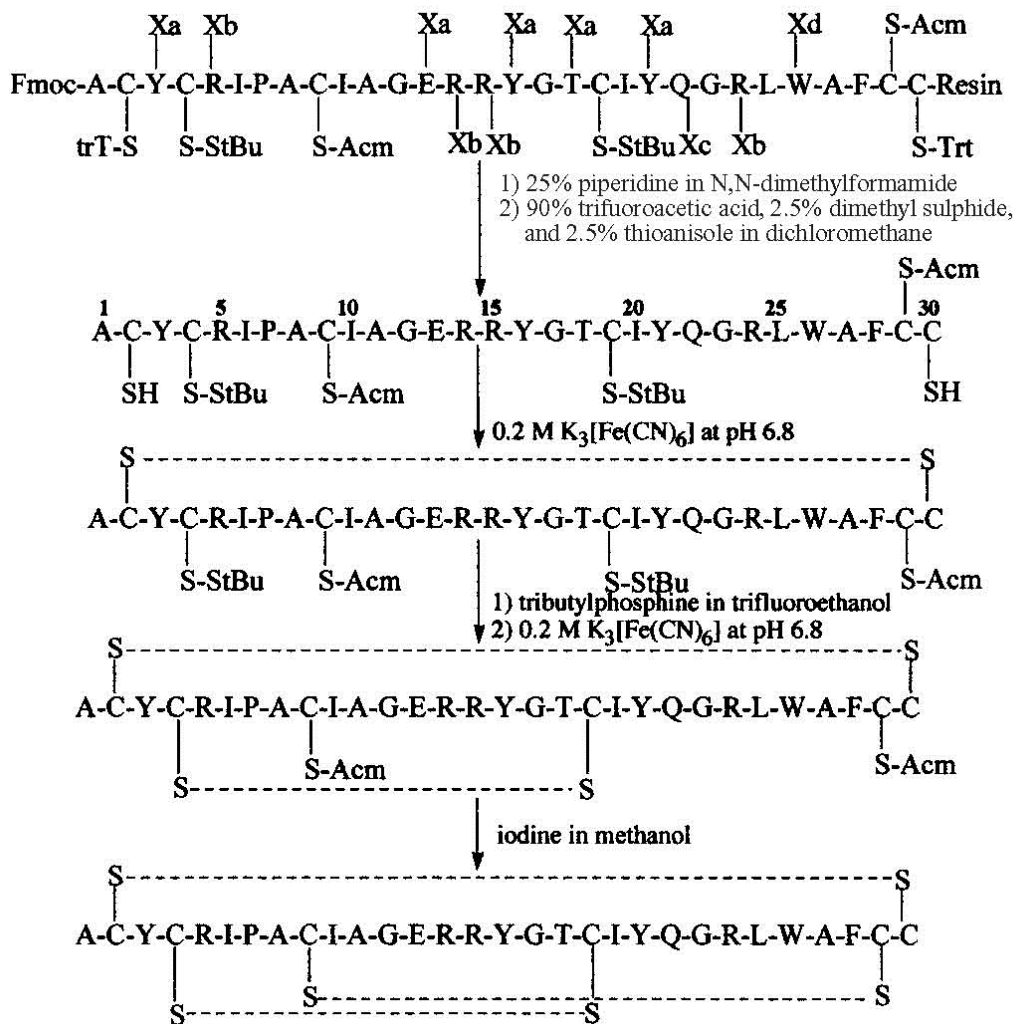 Xa Xb Xa Xa Xa Xa Xd S-Acm
Fmoc-A-C-Y-C-R-I-P-A-C-I-A-G-E-R-R-Y-G-T-C-I-Y-Q-G-R-L-W-A-F-C-C-Resin
trT-S S-StBu S-Acm Xb Xb S-StBu Xc Xb S-Trt
1) 25% piperidine in N,N-dimethylformamide
2) 90% trifuoroacetic acid, 2.5% dimethyl sulphide,
and 2.5% thioanisole in dichloromethane
S-Acm
1 5 10 15 20 25 30
A-C-Y-C-R-I-P-A-C-I-A-G-E-R-R-Y-G-T-C-I-Y-Q-G-R-L-W-A-F-C-C
SH S-StBu S-Acm S-StBu SH
0.2 M K3[Fe(CN)6] at pH 6.8
S S
A-C-Y-C-R-I-P-A-C-I-A-G-E-R-R-Y-G-T-C-I-Y-Q-G-R-L-W-A-F-C-C
S-StBu S-Acm S-StBu S-Acm
1) tributylphosphine in trifluoroethanol
2) 0.2 M K3[Fe(CN)6] at pH 6.8
S S
A-C-Y-C-R-I-P-A-C-I-A-G-E-R-R-Y-G-T-C-I-Y-Q-G-R-L-W-A-F-C-C
S-Acm S-Acm
S S
iodine in methanol
S S
A-C-Y-C-R-I-P-A-C-I-A-G-E-R-R-Y-G-T-C-I-Y-Q-G-R-L-W-A-F-C-C
S S
S S